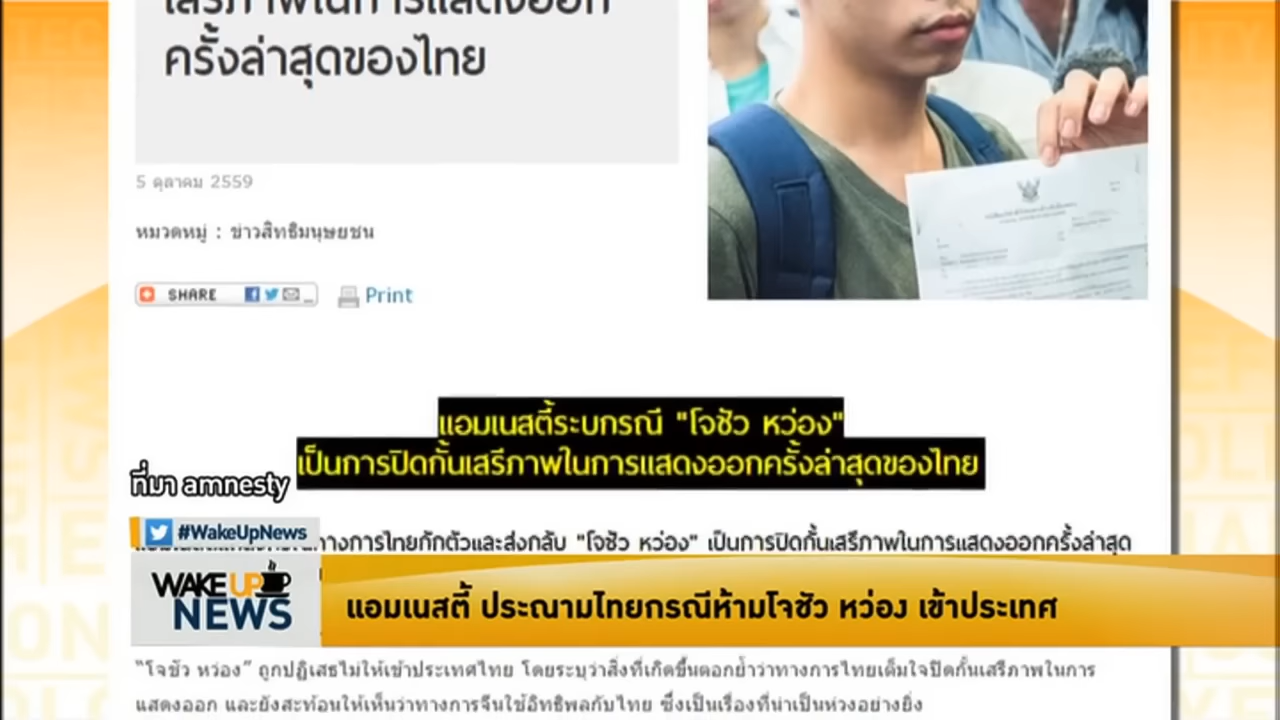 ครั้งล่าสุดของไทย
5 ตุลาคม 2559
หมวดหมู่ : ข่าวสิทธิมนุษยชน
SHARE
Print
แอมเนสตี้ระบุกรณี "โจชัว หว่อง"
เป็นการปิดกั้นเสรีภาพในการแสดงออกครั้งล่าสุดของไทย
ที่มา amnesty
#WakeUpNews
ทางการไทยกักตัวและส่งกลับ "โจชัว หว่อง" เป็นการปิดกั้นเสรีภาพในการแสดงออกครั้งล่าสุด
WAKE UP
NEWS
แอมเนสตี้ ประณามไทยกรณีห้ามโจชัว หว่อง เข้าประเทศ
"โจชัว หว่อง" ถูกปฏิเสธไม่ให้เข้าประเทศไทย โดยระบุว่าสิ่งที่เกิดขึ้นตอกย้ำว่าทางการไทยเต็มใจปิดกั้นเสรีภาพในการ
แสดงออก และยังสะท้อนให้เห็นว่าทางการจีนใช้อิทธิพลกับไทย ซึ่งเป็นเรื่องที่น่าเป็นห่วงอย่างยิ่ง